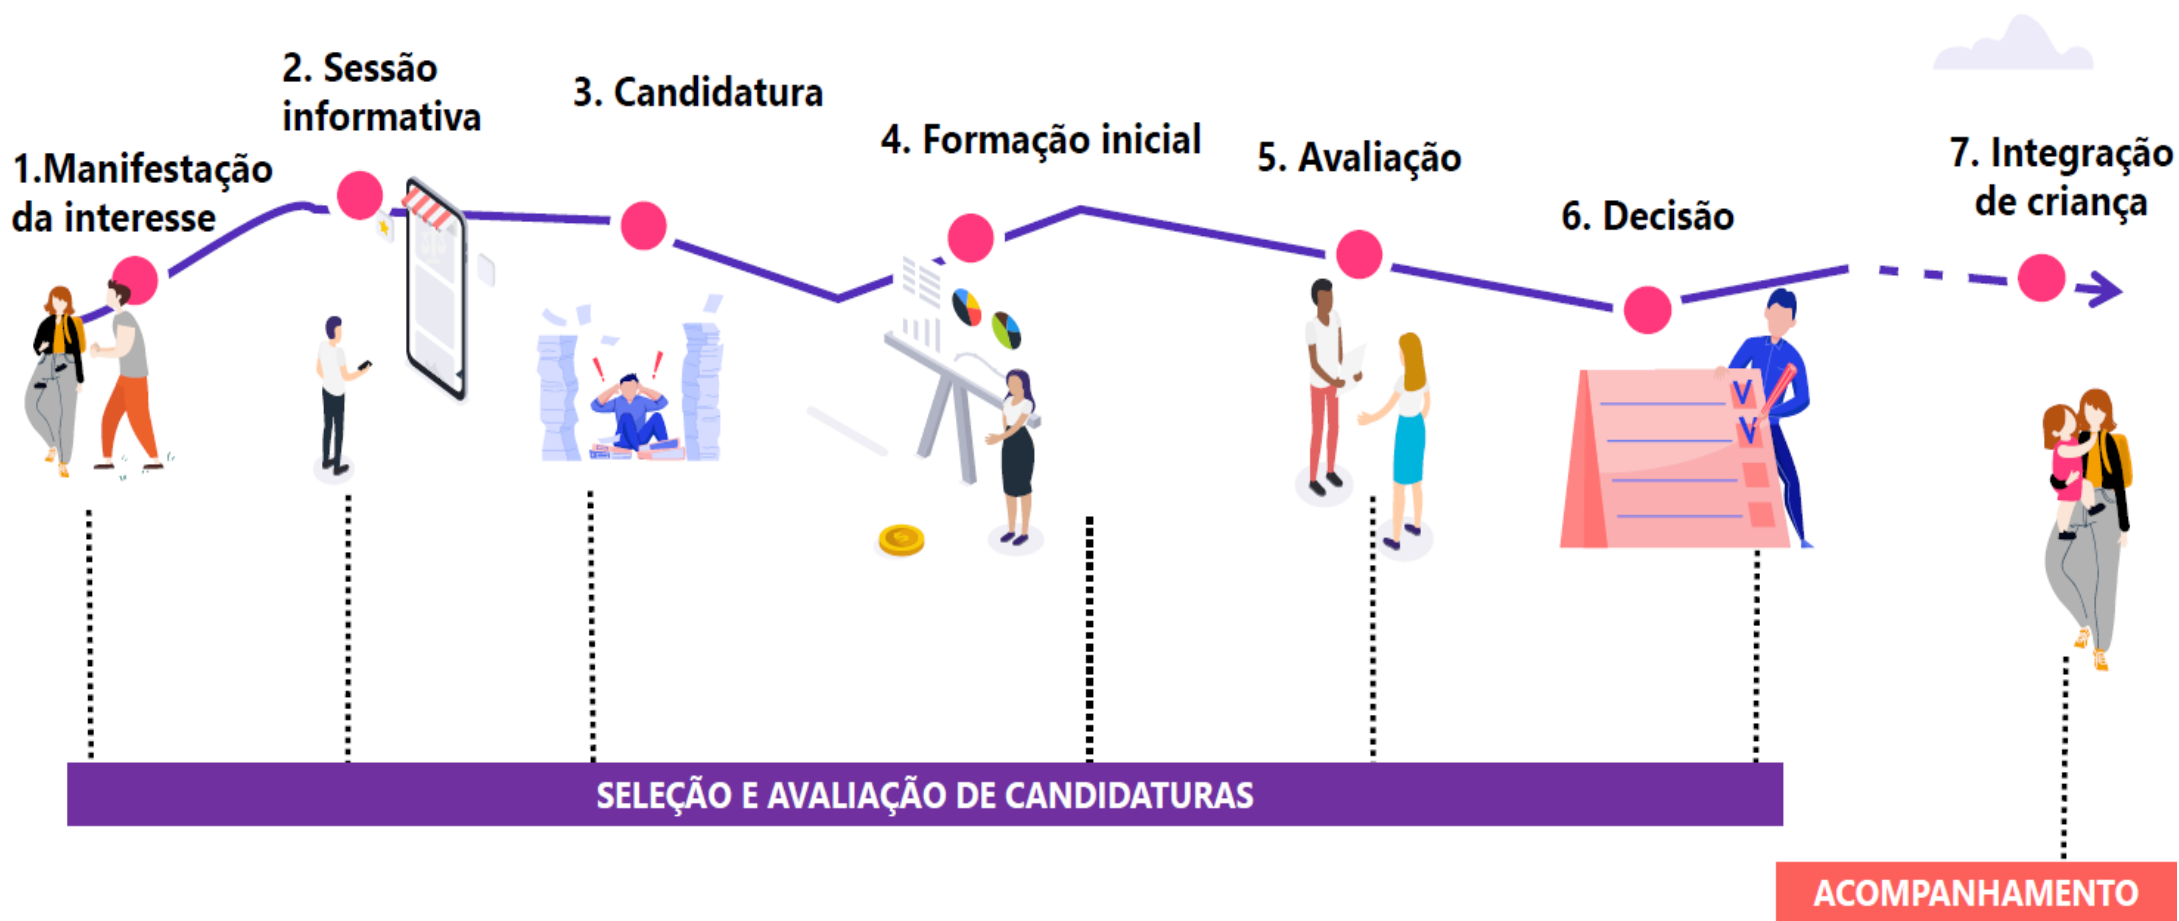 1.Manifestação
da interesse
2. Sessão
informativa
3. Candidatura
4. Formação inicial
5. Avaliação
6. Decisão
7. Integração
de criança
SELEÇÃO E AVALIAÇÃO DE CANDIDATURAS
ACOMPANHAMENTO